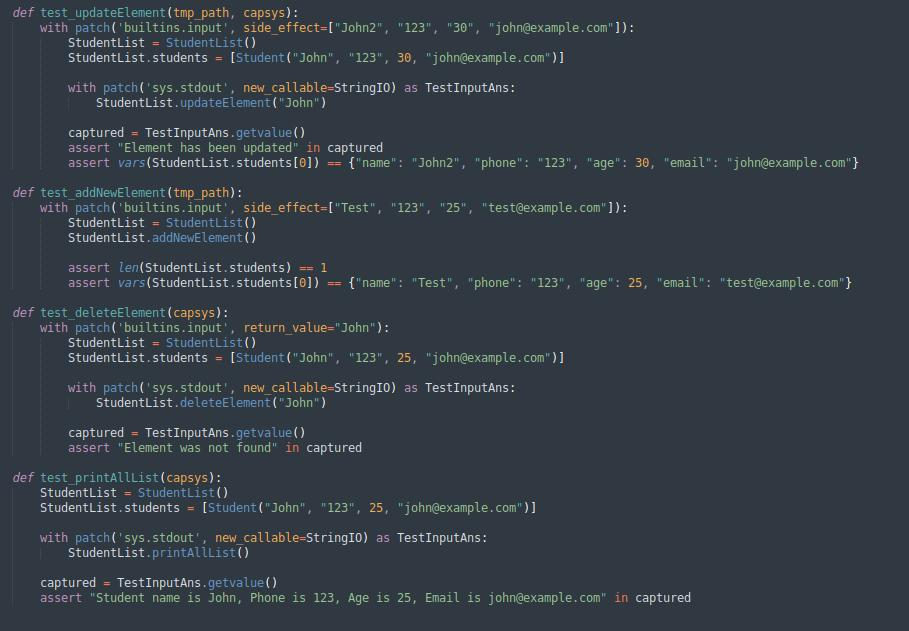 def test_updateElement(tmp_path, capsys):
with patch('builtins.input', side_effect=["John2", "123", "30", "john@example.com"]):
StudentList = StudentList()
StudentList.students = [Student("John", "123", 30, "john@example.com")]
with patch('sys.stdout', new_callable=StringIO) as TestInputAns:
StudentList.updateElement("John")
captured = TestInputAns.getvalue()
assert "Element has been updated" in captured
assert vars(StudentList.students[0]) == {"name": "John2", "phone": "123", "age": 30, "email": "john@example.com"}
def test_addNewElement(tmp_path):
with patch('builtins.input', side_effect=["Test", "123", "25", "test@example.com"]):
StudentList = StudentList()
StudentList.addNewElement()
assert len(StudentList.students) == 1
assert vars(StudentList.students[0]) == {"name": "Test", "phone": "123", "age": 25, "email": "test@example.com"}
def test_deleteElement(capsys):
with patch('builtins.input', return_value="John"):
StudentList = StudentList()
StudentList.students = [Student("John", "123", 25, "john@example.com")]
with patch('sys.stdout', new_callable=StringIO) as TestInputAns:
StudentList.deleteElement("John")
captured = TestInputAns.getvalue()
assert "Element was not found" in captured
def test_printAllList(capsys):
StudentList = StudentList()
StudentList.students = [Student("John", "123", 25, "john@example.com")]
with patch('sys.stdout', new_callable=StringIO) as TestInputAns:
StudentList.printAllList()
captured = TestInputAns.getvalue()
assert "Student name is John, Phone is 123, Age is 25, Email is john@example.com" in captured